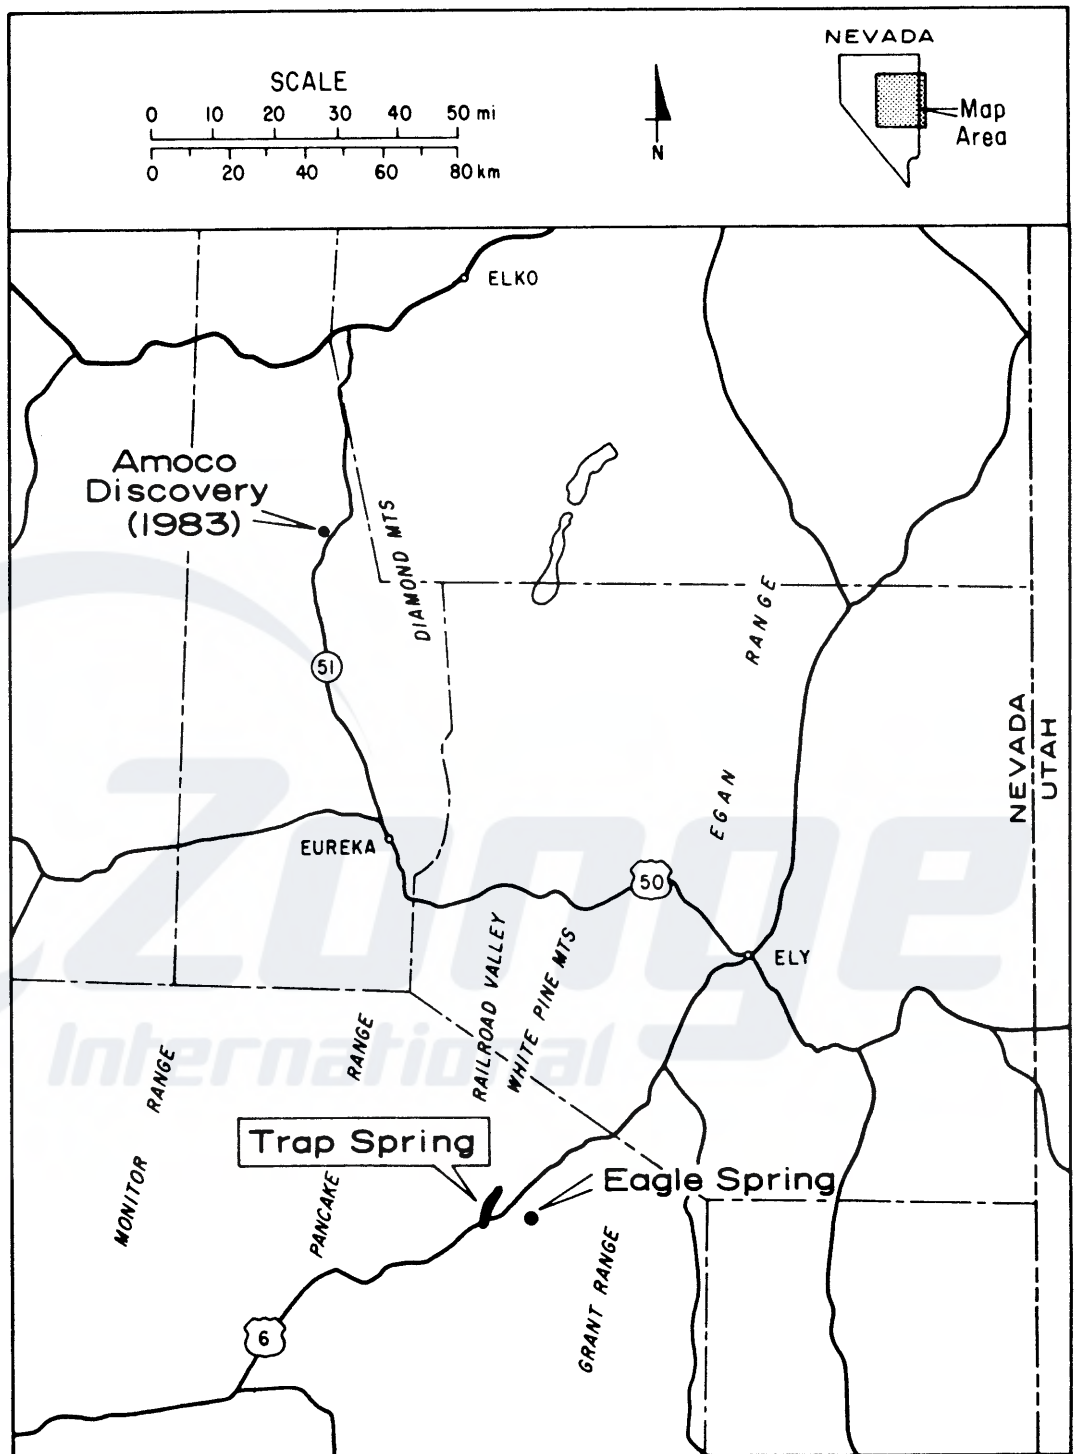 NEVADA
SCALE
0 10 20 30 40 50 mi
0 20 40 60 80 km
N
Map
Area
ELKO
Amoco
Discovery
(1983)
DIAMOND MTS
RANGE
51
NEVADA
UTAH
EGAN
EUREKA
50
RAILROAD VALLEY
WHITE PINE MTS
ELY
Zonge
International
RANGE
RANGE
Trap Spring
MONITOR
PANCAKE
Eagle Spring
GRANT RANGE
6